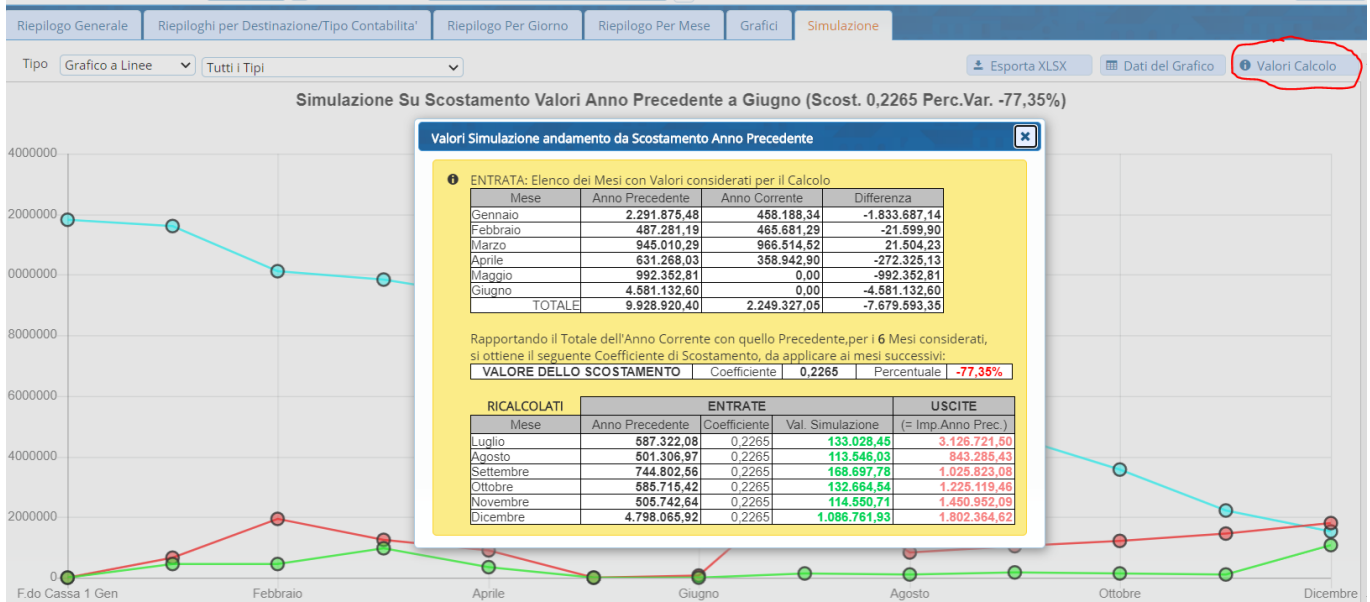 Riepilogo Generale Riepiloghi per Destinazione/Tipo Contabilita' Riepilogo Per Giorno Riepilogo Per Mese Grafici Simulazione
Tipo Grafico a Linee Tutti i Tipi Esporta XLSX Dati del Grafico Valori Calcolo
Simulazione Su Scostamento Valori Anno Precedente a Giugno (Scost. 0,2265 Perc.Var. -77,35%)
Valori Simulazione andamento da Scostamento Anno Precedente
ENTRATA: Elenco dei Mesi con Valori considerati per il Calcolo
Mese Anno Precedente Anno Corrente Differenza
Gennaio 2.291.875,48 458.188,34 -1.833.687,14
Febbraio 487.281,19 465.681,29 -21.599,90
Marzo 945.010,29 966.514,52 21.504,23
Aprile 631.268,03 358.942,90 -272.325,13
Maggio 992.352,81 0,00 -992.352,81
Giugno 4.581.132,60 0,00 -4.581.132,60
TOTALE 9.928.920,40 2.249.327,05 -7.679.593,35
Rapportando il Totale dell'Anno Corrente con quello Precedente,per i 6 Mesi considerati,
si ottiene il seguente Coefficiente di Scostamento, da applicare ai mesi successivi:
VALORE DELLO SCOSTAMENTO Coefficiente 0,2265 Percentuale -77,35%
RICALCOLATI ENTRATE USCITE
Mese Anno Precedente Coefficiente Val. Simulazione (= Imp.Anno Prec.)
Luglio 587.322,08 0,2265 133.028,45 3.126.721,50
Agosto 501.306,97 0,2265 113.546,03 843.285,43
Settembre 744.802,56 0,2265 168.697,78 1.025.823,08
Ottobre 585.715,42 0,2265 132.664,54 1.225.119,46
Novembre 505.742,64 0,2265 114.550,71 1.450.952,09
Dicembre 4.798.065,92 0,2265 1.086.761,93 1.802.364,62
4000000
2000000
0000000
8000000
6000000
4000000
2000000
0
F.do Cassa 1 Gen Febbraio Aprile Giugno Agosto Ottobre Dicembre